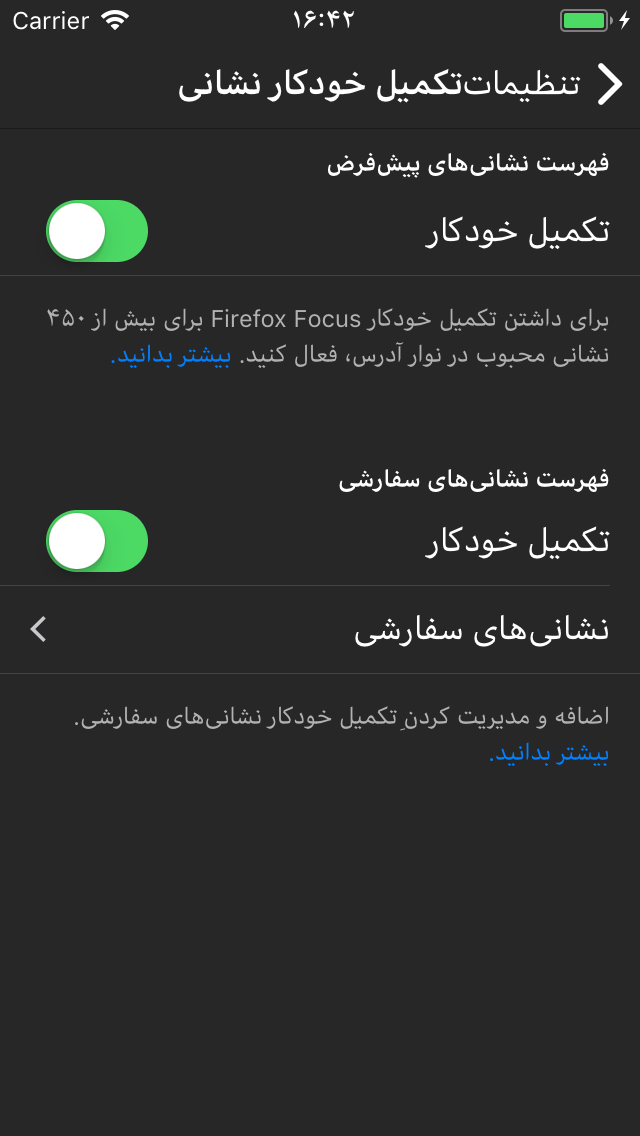 Carrier ۱۶:۴۲
تنظیمات تکمیل خودکار نشانی
فهرست نشانی‌های پیش‌فرض
تکمیل خودکار
برای داشتن تکمیل خودکار Firefox Focus برای بیش از ۴۵۰
نشانی محبوب در نوار آدرس، فعال کنید. بیشتر بدانید.
فهرست نشانی‌های سفارشی
تکمیل خودکار
نشانی‌های سفارشی
اضافه و مدیریت کردنِ تکمیل خودکار نشانی‌های سفارشی.
بیشتر بدانید.